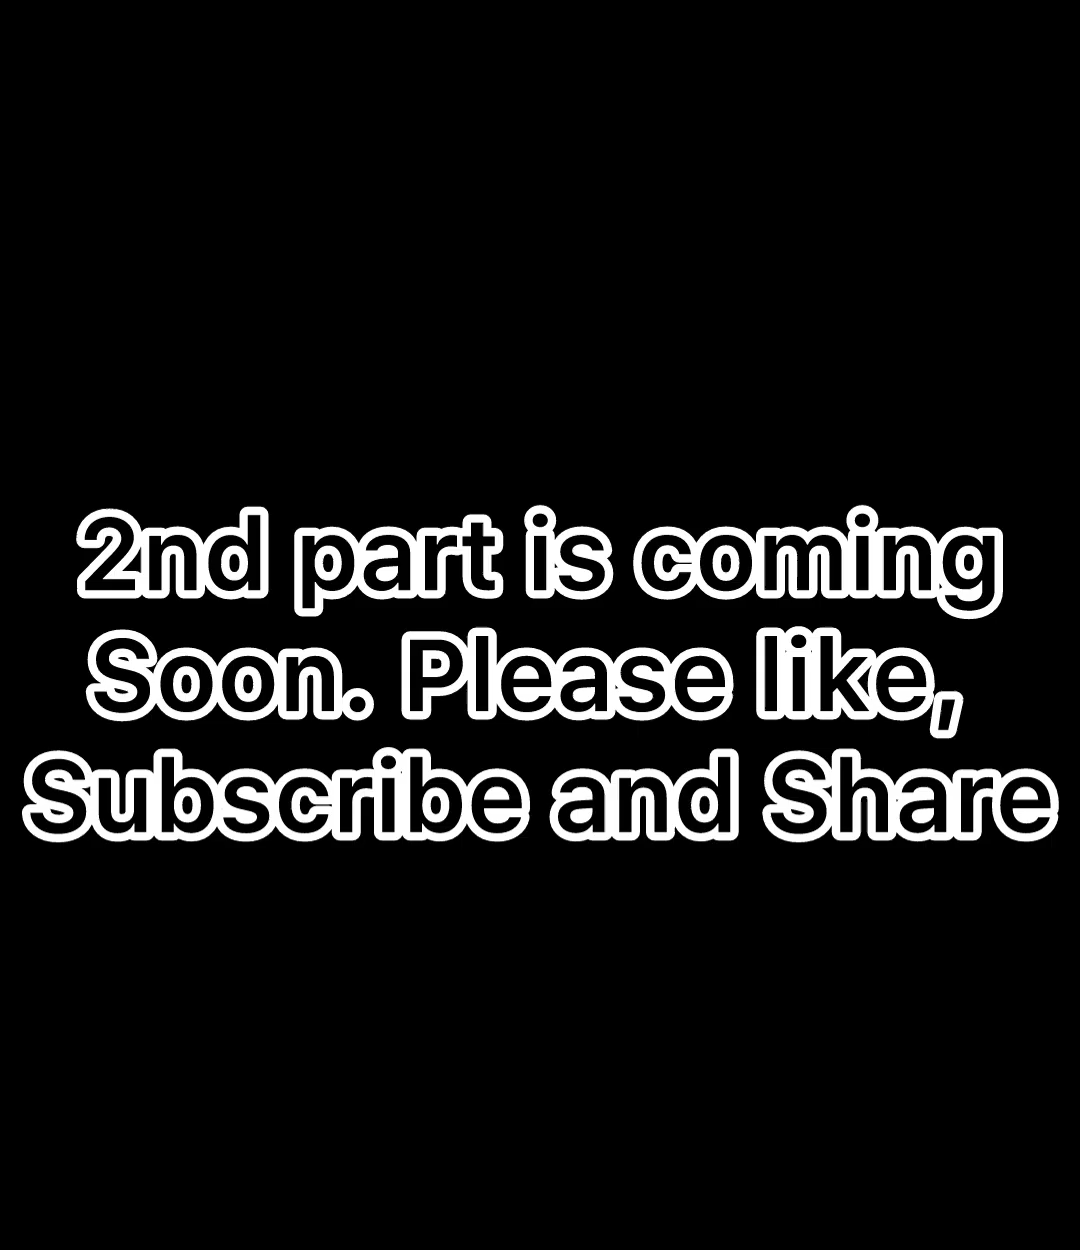 2nd part is coming
Soon. Please like,
Subscribe and Share